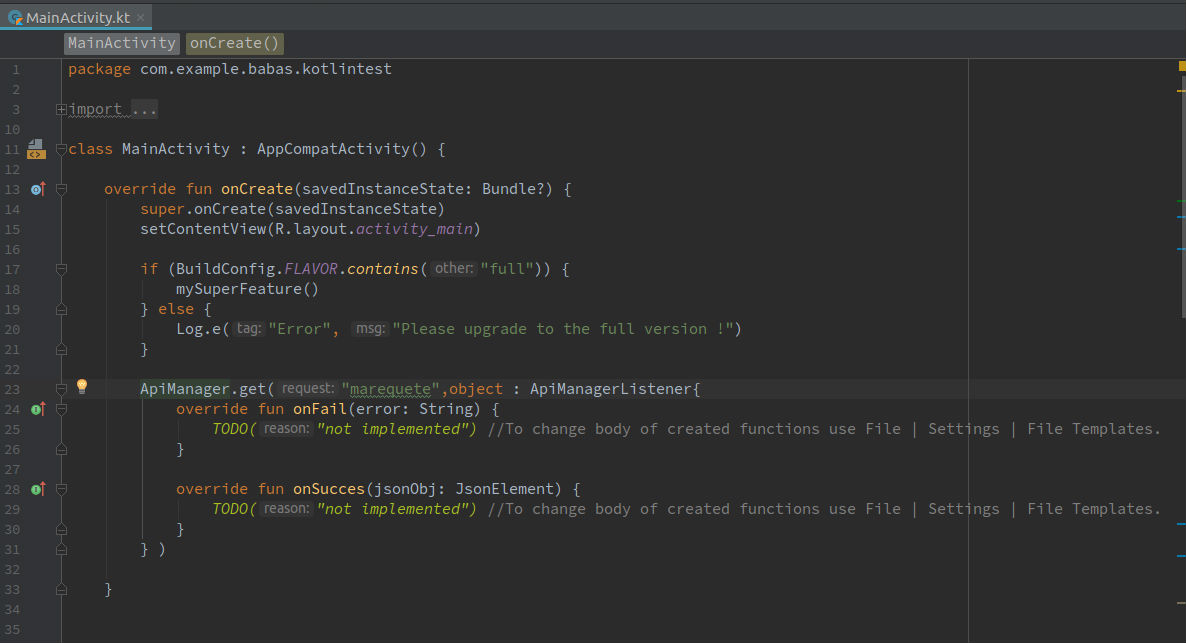 MainActivity.kt ×
MainActivity onCreate()
1 package com.example.babas.kotlintest
2
3 import ...
10
11 class MainActivity : AppCompatActivity() {
12
13 override fun onCreate(savedInstanceState: Bundle?) {
14 super.onCreate(savedInstanceState)
15 setContentView(R.layout.activity_main)
16
17 if (BuildConfig.FLAVOR.contains( other: "full")) {
18 mySuperFeature()
19 } else {
20 Log.e( tag: "Error", msg: "Please upgrade to the full version !")
21 }
22
23 ApiManager.get( request: "marequete",object : ApiManagerListener{
24 override fun onFail(error: String) {
25 TODO( reason: "not implemented") //To change body of created functions use File | Settings | File Templates.
26 }
27
28 override fun onSucces(jsonObj: JsonElement) {
29 TODO( reason: "not implemented") //To change body of created functions use File | Settings | File Templates.
30 }
31 } )
32
33 }
34
35